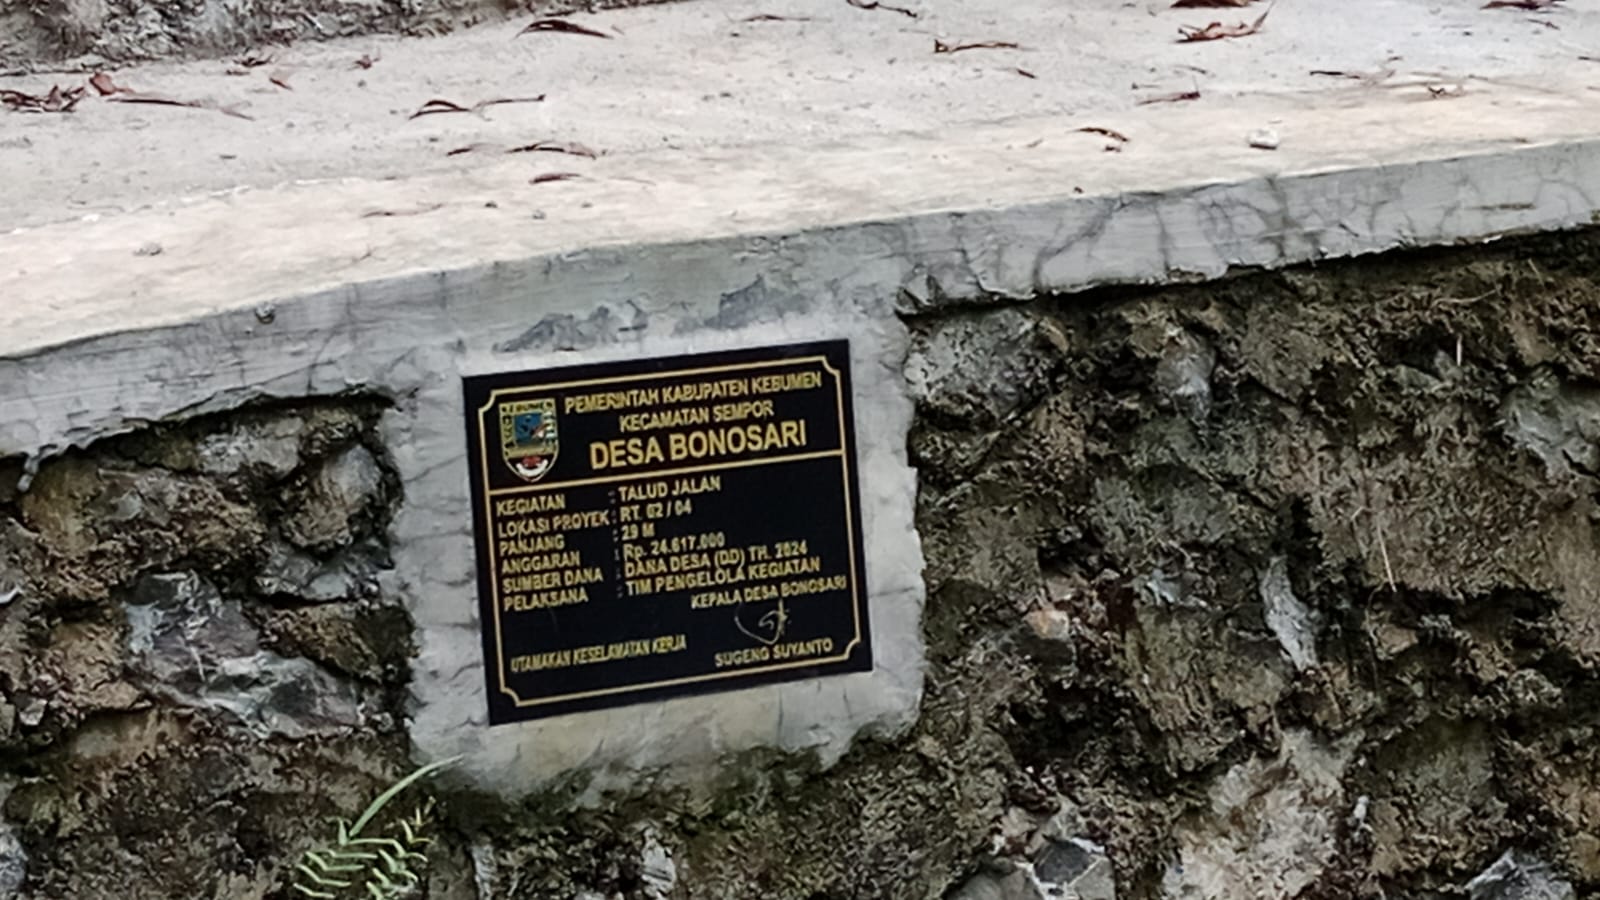 PEMERINTAH KABUPATEN KEBUMEN
KECAMATAN SEMPOR
DESA BONOSARI
KEBUMEN
KEGIATAN : TALUD JALAN
LOKASI PROYEK : RT. 02 / 04
PANJANG : 29 M
ANGGARAN : Rp. 24.617.000
SUMBER DANA : DANA DESA (DD) TH. 2024
PELAKSANA : TIM PENGELOLA KEGIATAN
KEPALA DESA BONOSARI
UTAMAKAN KESELAMATAN KERJA
SUGENG SUYANTO